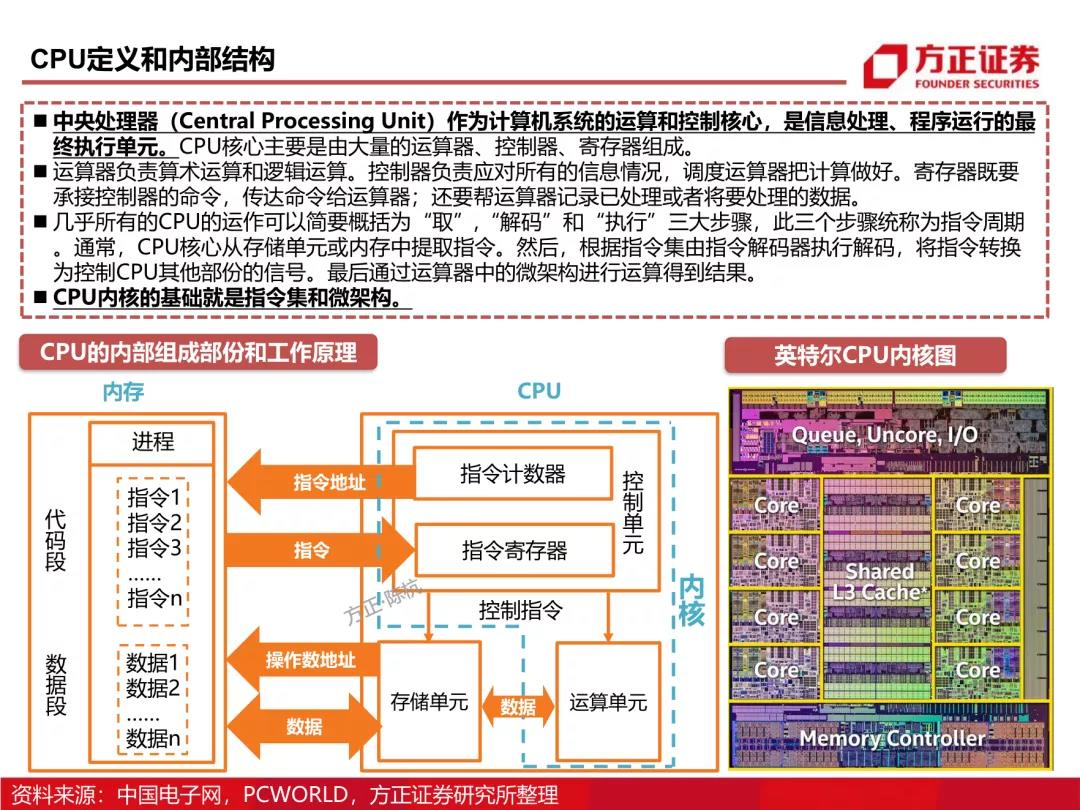 CPU定义和内部结构
方正证券
FOUNDER SECURITIES
■ 中央处理器（Central Processing Unit）作为计算机系统的运算和控制核心，是信息处理、程序运行的最
终执行单元。CPU核心主要是由大量的运算器、控制器、寄存器组成。
■ 运算器负责算术运算和逻辑运算。控制器负责应对所有的信息情况，调度运算器把计算做好。寄存器既要
承接控制器的命令，传达命令给运算器；还要帮运算器记录已处理或者将要处理的数据。
■ 几乎所有的CPU的运作可以简要概括为“取”，“解码”和“执行”三大步骤，此三个步骤统称为指令周期
。通常，CPU核心从存储单元或内存中提取指令。然后，根据指令集由指令解码器执行解码，将指令转换
为控制CPU其他部份的信号。最后通过运算器中的微架构进行运算得到结果。
■ CPU内核的基础就是指令集和微架构。
CPU的内部组成部份和工作原理
内存
进程
代码段
指令1
指令2
指令3
......
指令n
数据段
数据1
数据2
......
数据n
指令地址
指令
操作数地址
数据
CPU
指令计数器
指令寄存器
控制单元
控制指令
内核
存储单元
数据
运算单元
方正·陈杭
英特尔CPU内核图
Queue, Uncore, I/O
Core
Core
Core
Core
Shared
L3 Cache*
Core
Core
Core
Core
Memory Controller
资料来源：中国电子网，PCWORLD，方正证券研究所整理